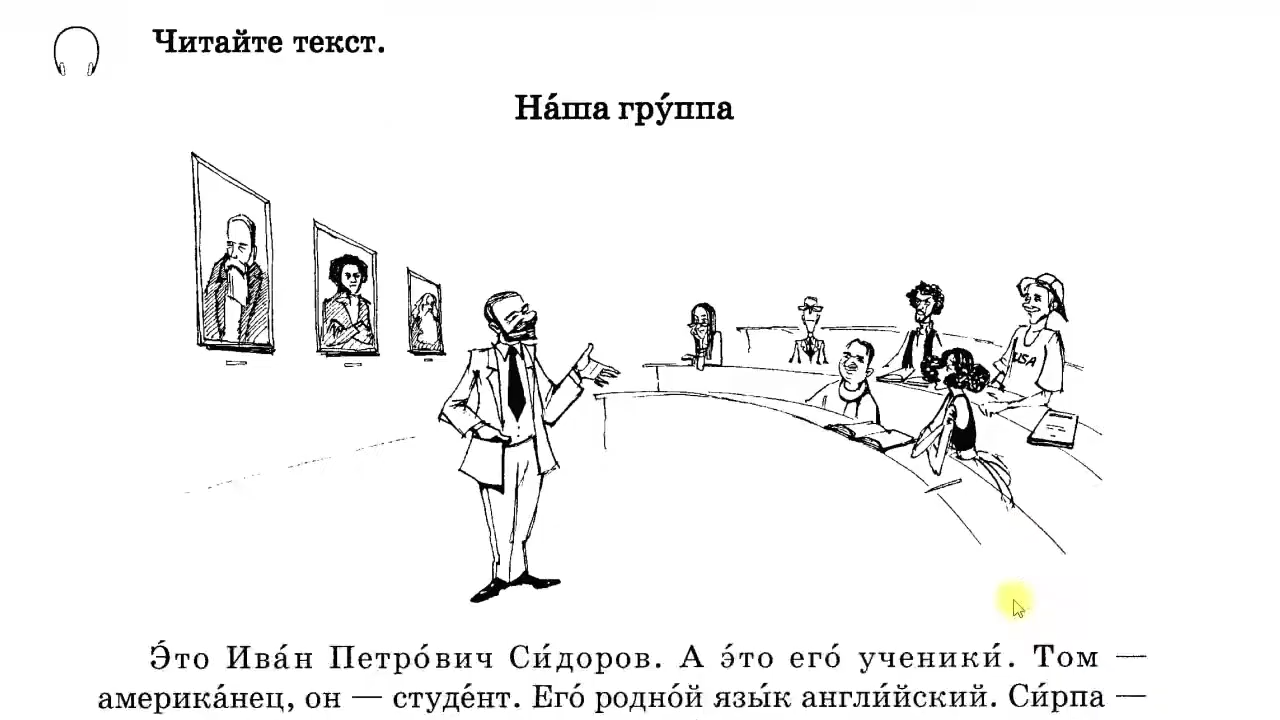 Читайте текст.
На́ша гру́ппа
USA
Э́то Ива́н Петро́вич Си́доров. А э́то его́ ученики́. Том —
америка́нец, он — студе́нт. Его́ родно́й язы́к англи́йский. Си́рпа —